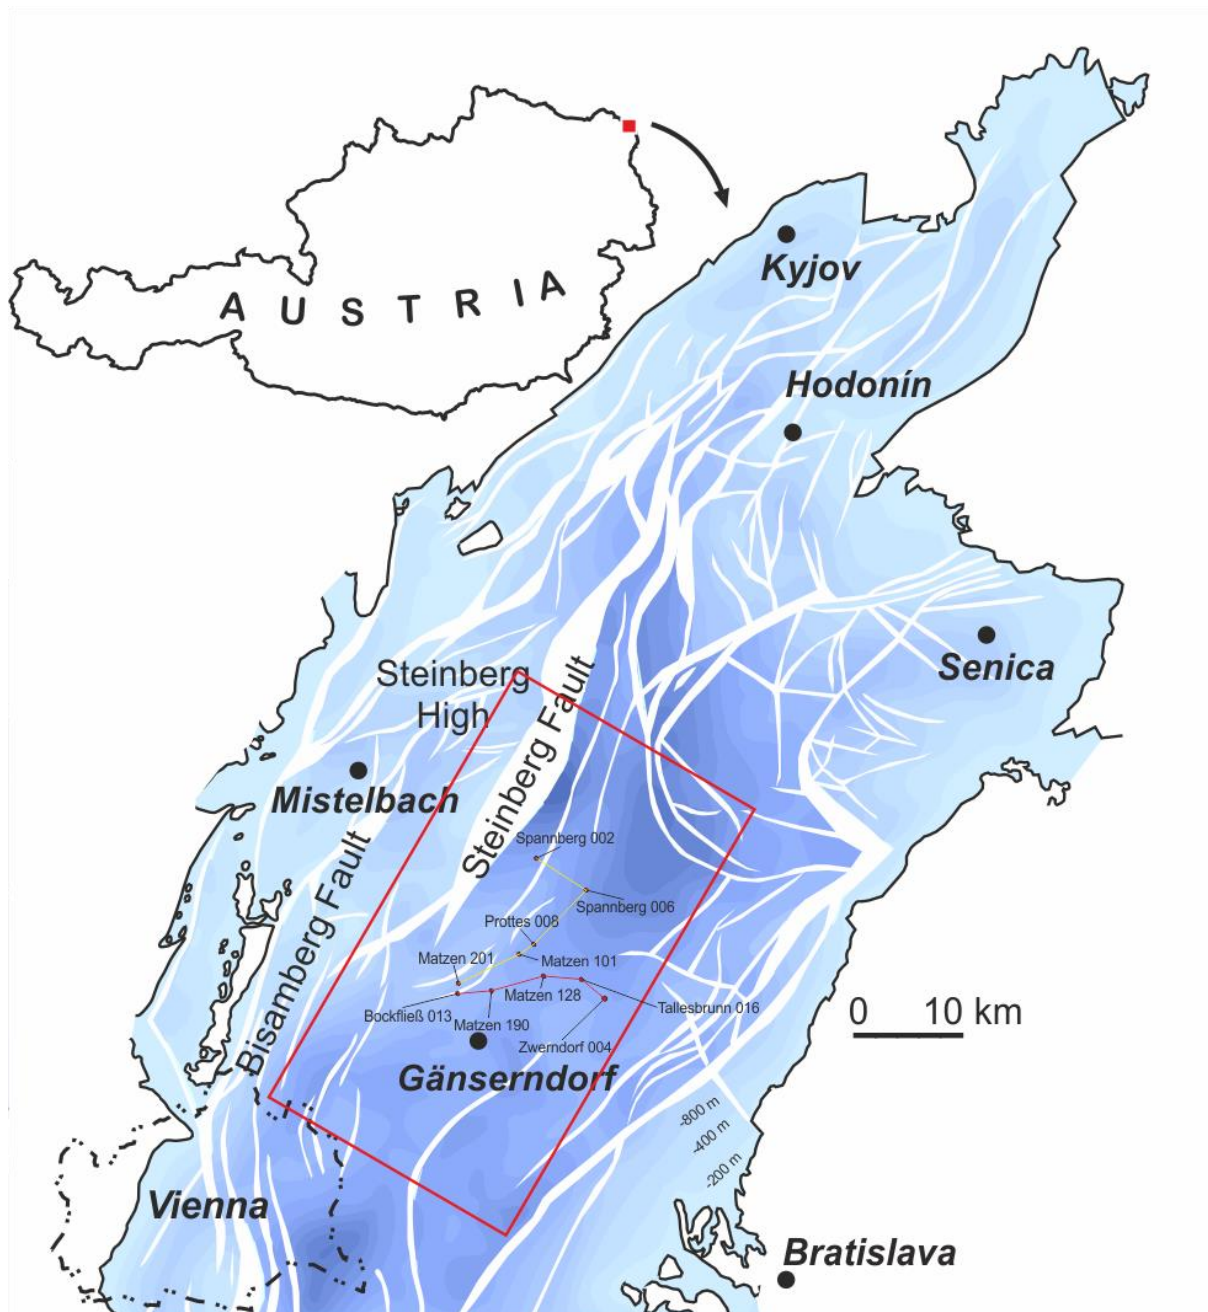 AUSTRIA
Kyjov
Hodonín
Steinberg
High
Senica
Steinberg Fault
Mistelbach
Bisamberg Fault
Spannberg 002
Spannberg 006
Prottes 008
Matzen 201
Matzen 101
Matzen 128
Tallesbrunn 016
Bockfließ 013
Matzen 190
Zwerndorf 004
0 10 km
Gänserndorf
-800 m
-400 m
-200 m
Vienna
Bratislava